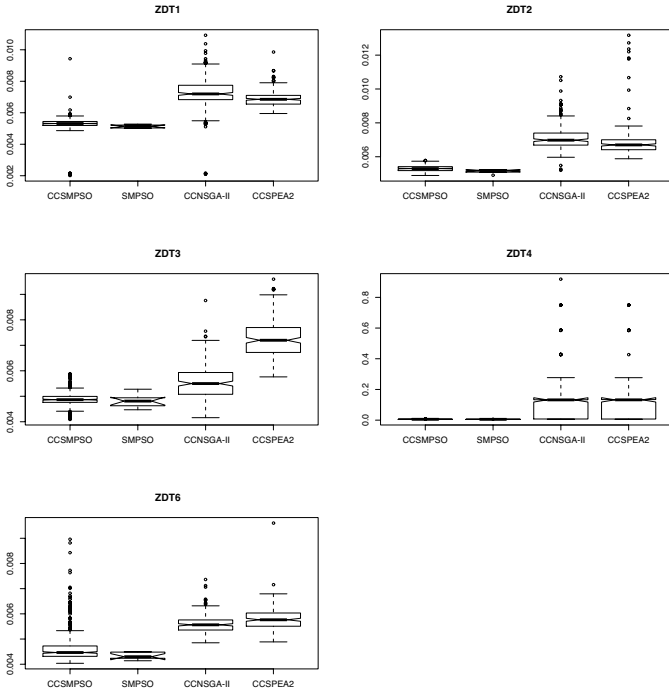 ZDT1
0.002 0.004 0.006 0.008 0.010
CCSMPSO SMPSO CCNSGA-II CCSPEA2
ZDT2
0.006 0.008 0.010 0.012
CCSMPSO SMPSO CCNSGA-II CCSPEA2
ZDT3
0.004 0.006 0.008
CCSMPSO SMPSO CCNSGA-II CCSPEA2
ZDT4
0.0 0.2 0.4 0.6 0.8
CCSMPSO SMPSO CCNSGA-II CCSPEA2
ZDT6
0.004 0.006 0.008
CCSMPSO SMPSO CCNSGA-II CCSPEA2